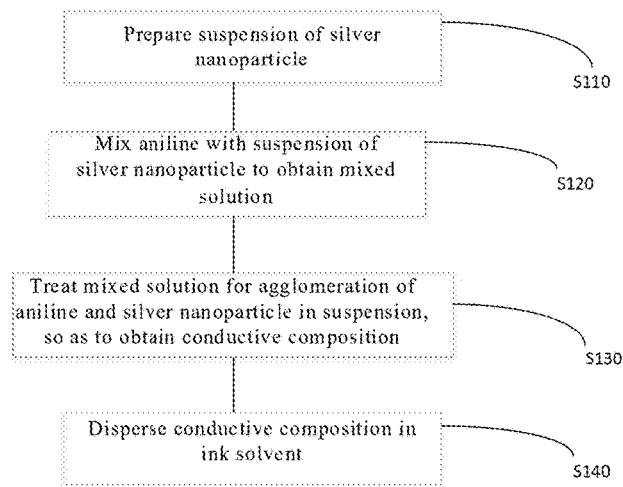 Prepare suspension of silver
nanoparticle
S110
Mix aniline with suspension of
silver nanoparticle to obtain mixed
solution
S120
Treat mixed solution for agglomeration of
aniline and silver nanoparticle in suspension,
so as to obtain conductive composition
S130
Disperse conductive composition in
ink solvent
S140